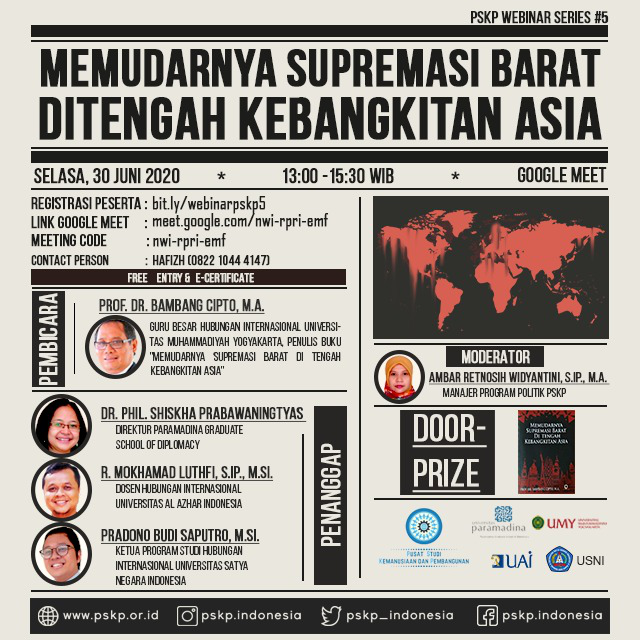 PSKP WEBINAR SERIES #5
MEMUDARNYA SUPREMASI BARAT
DITENGAH KEBANGKITAN ASIA
SELASA, 30 JUNI 2020 * 13:00 -15:30 WIB * GOOGLE MEET
REGISTRASI PESERTA : bit.ly/webinarpskp5
LINK GOOGLE MEET : meet.google.com/nwi-rpri-emf
MEETING CODE : nwi-rpri-emf
CONTACT PERSON : HAFIZH (0822 1044 4147)
FREE ENTRY & E-CERTIFICATE
PEMBICARA
PROF. DR. BAMBANG CIPTO, M.A.
GURU BESAR HUBUNGAN INTERNASIONAL UNIVERSI-
TAS MUHAMMADIYAH YOGYAKARTA, PENULIS BUKU
"MEMUDARNYA SUPREMASI BARAT DI TENGAH
KEBANGKITAN ASIA"
MODERATOR
AMBAR RETNOSIH WIDYANTINI, S.IP., M.A.
MANAJER PROGRAM POLITIK PSKP
PENANGGAP
DR. PHIL. SHISKHA PRABAWANINGTYAS
DIREKTUR PARAMADINA GRADUATE
SCHOOL OF DIPLOMACY
R. MOKHAMAD LUTHFI, S.IP., M.SI.
DOSEN HUBUNGAN INTERNASIONAL
UNIVERSITAS AL AZHAR INDONESIA
PRADONO BUDI SAPUTRO, M.SI.
KETUA PROGRAM STUDI HUBUNGAN
INTERNASIONAL UNIVERSITAS SATYA
NEGARA INDONESIA
DOOR-
PRIZE
MEMUDARNYA
SUPREMASI BARAT
DI TENGAH
KEBANGKITAN ASIA
PUSAT STUDI
KEMANUSIAAN DAN PEMBANGUNAN
paramadina
UMY
UAI
USNI
www.pskp.or.id
pskp.indonesia
pskp_indonesia
pskp.indonesia